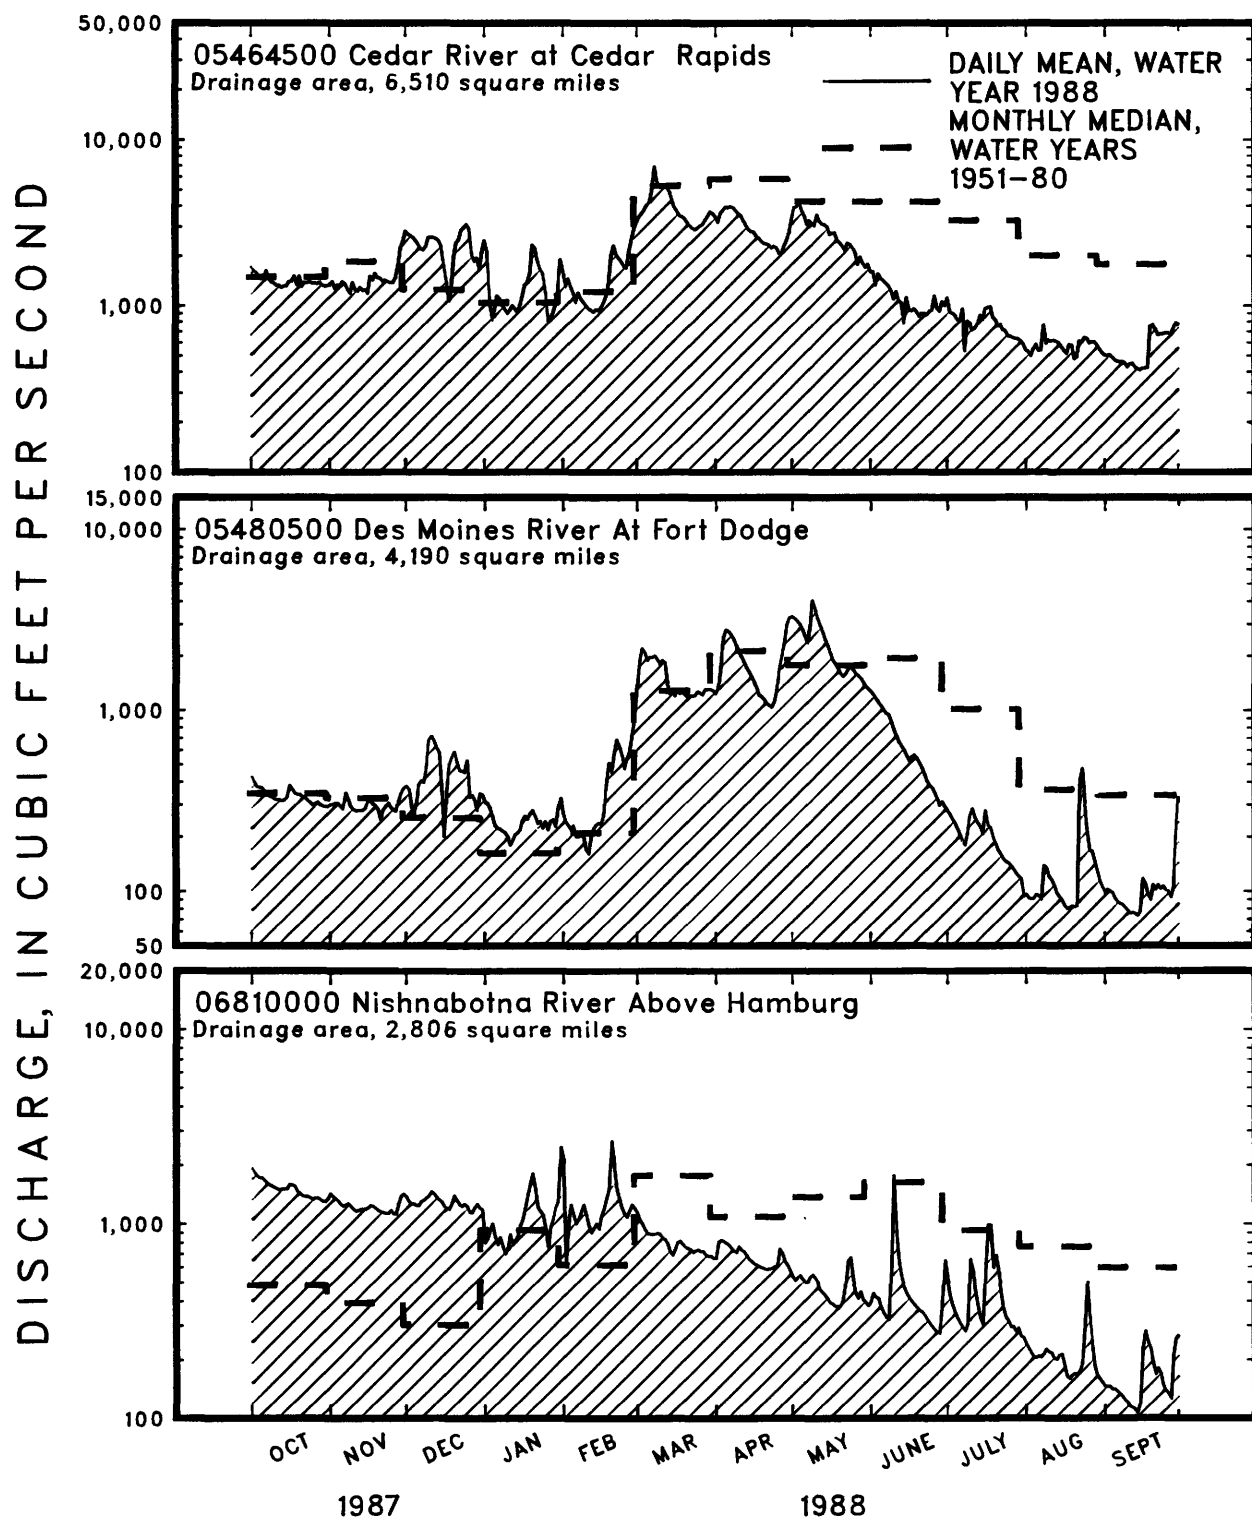 DISCHARGE, IN CUBIC FEET PER SECOND
50,000
10,000
1,000
100
05464500 Cedar River at Cedar Rapids
Drainage area, 6,510 square miles
DAILY MEAN, WATER
YEAR 1988
MONTHLY MEDIAN,
WATER YEARS
1951-80
15,000
10,000
1,000
100
50
05480500 Des Moines River At Fort Dodge
Drainage area, 4,190 square miles
20,000
10,000
1,000
100
06810000 Nishnabotna River Above Hamburg
Drainage area, 2,806 square miles
OCT NOV DEC JAN FEB MAR APR MAY JUNE JULY AUG SEPT
1987 1988